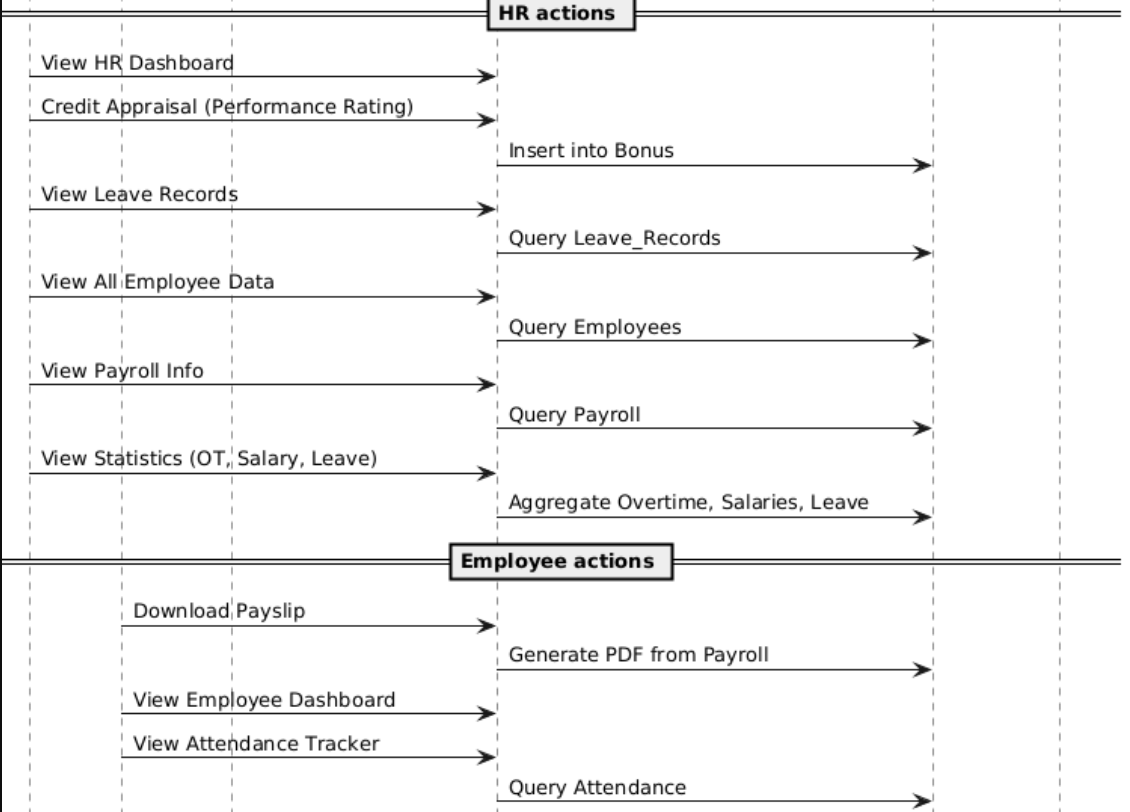 HR actions
View HR Dashboard
Credit Appraisal (Performance Rating)
Insert into Bonus
View Leave Records
Query Leave_Records
View All Employee Data
Query Employees
View Payroll Info
Query Payroll
View Statistics (OT, Salary, Leave)
Aggregate Overtime, Salaries, Leave
Employee actions
Download Payslip
Generate PDF from Payroll
View Employee Dashboard
View Attendance Tracker
Query Attendance